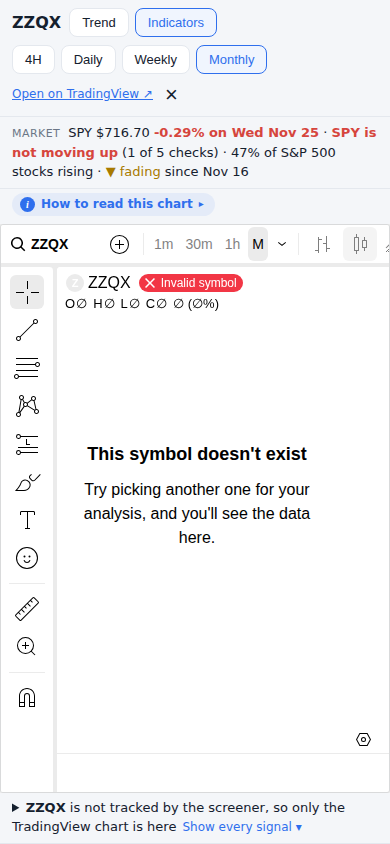 ZZQX Trend Indicators
4H Daily Weekly Monthly
Open on TradingView ↗ ✕
MARKET SPY $716.70 -0.29% on Wed Nov 25 · SPY is
not moving up (1 of 5 checks) · 47% of S&P 500
stocks rising · ▼ fading since Nov 16
i How to read this chart ▸
ZZQX 1m 30m 1h M
Z ZZQX Invalid symbol
O∅ H∅ L∅ C∅ ∅ (∅%)
This symbol doesn't exist
Try picking another one for your
analysis, and you'll see the data
here.
▶ ZZQX is not tracked by the screener, so only the
TradingView chart is here Show every signal ▾